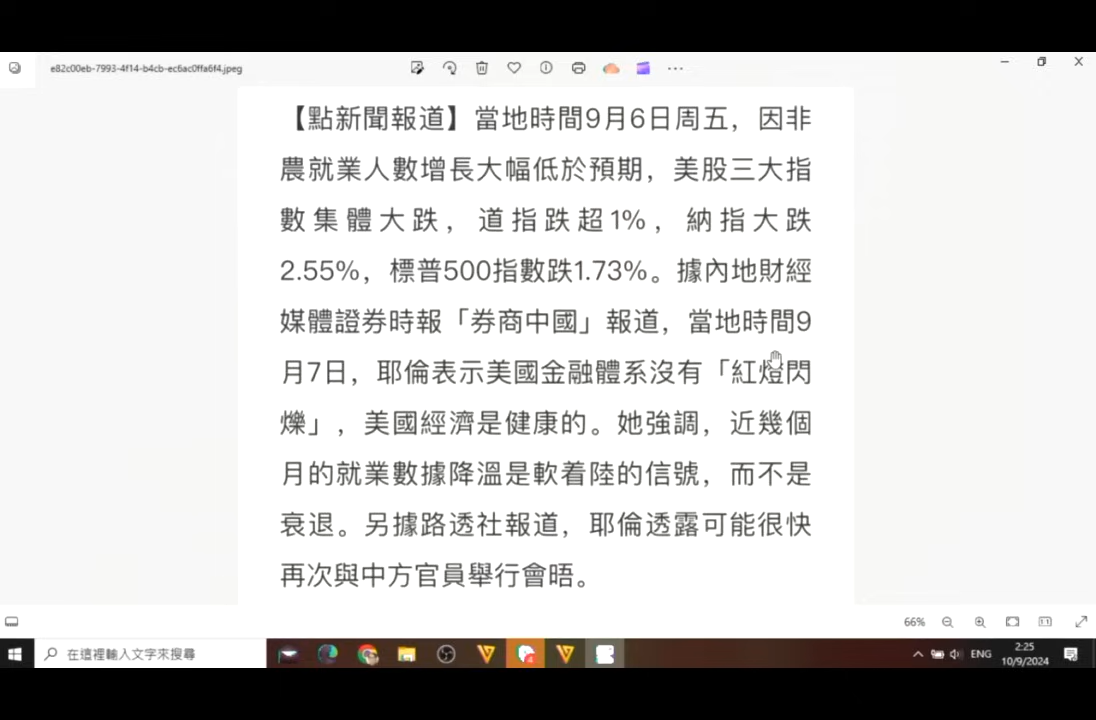 e82c00eb-7993-4f14-b4cb-ec6ac0ffa6f4.jpeg
【點新聞報道】當地時間9月6日周五，因非
農就業人數增長大幅低於預期，美股三大指
數集體大跌，道指跌超1%，納指大跌
2.55%，標普500指數跌1.73%。據內地財經
媒體證券時報「券商中國」報道，當地時間9
月7日，耶倫表示美國金融體系沒有「紅燈閃
爍」，美國經濟是健康的。她強調，近幾個
月的就業數據降溫是軟着陸的信號，而不是
衰退。另據路透社報道，耶倫透露可能很快
再次與中方官員舉行會晤。
66%
在這裡輸入文字來搜尋
ENG
2:25
10/9/2024